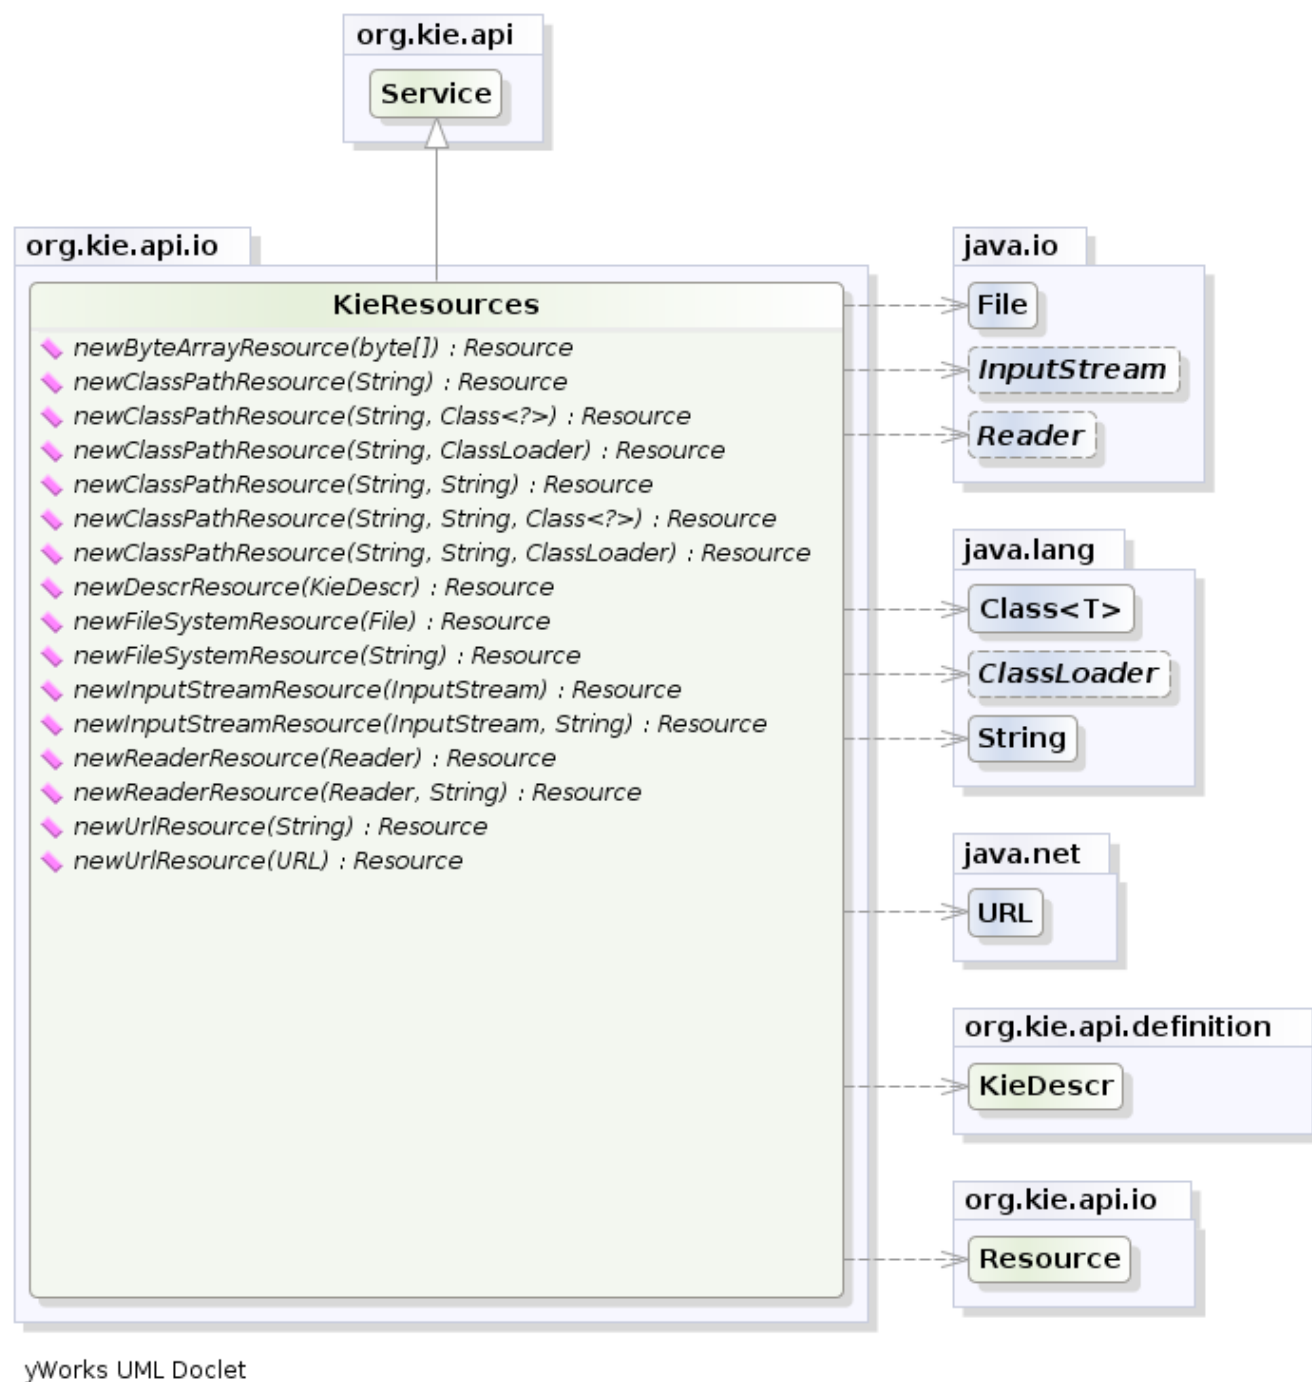 org.kie.api
Service
org.kie.api.io
KieResources
newByteArrayResource(byte[]) : Resource
newClassPathResource(String) : Resource
newClassPathResource(String, Class<?>) : Resource
newClassPathResource(String, ClassLoader) : Resource
newClassPathResource(String, String) : Resource
newClassPathResource(String, String, Class<?>) : Resource
newClassPathResource(String, String, ClassLoader) : Resource
newDescrResource(KieDescr) : Resource
newFileSystemResource(File) : Resource
newFileSystemResource(String) : Resource
newInputStreamResource(InputStream) : Resource
newInputStreamResource(InputStream, String) : Resource
newReaderResource(Reader) : Resource
newReaderResource(Reader, String) : Resource
newUrlResource(String) : Resource
newUrlResource(URL) : Resource
java.io
File
InputStream
Reader
java.lang
Class<T>
ClassLoader
String
java.net
URL
org.kie.api.definition
KieDescr
org.kie.api.io
Resource
yWorks UML Doclet